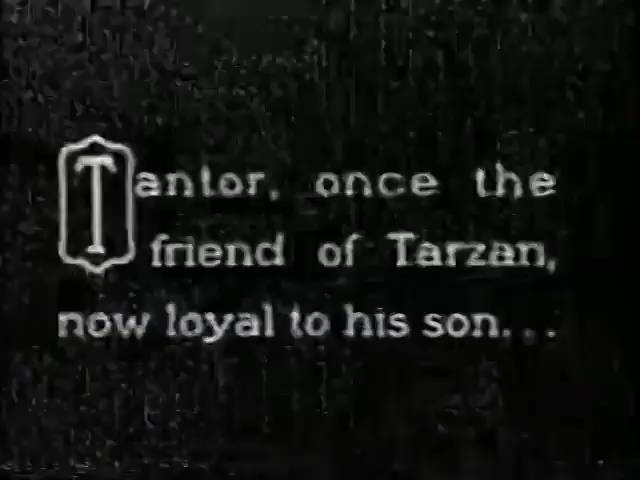 Tantor, once the
friend of Tarzan,
now loyal to his son...